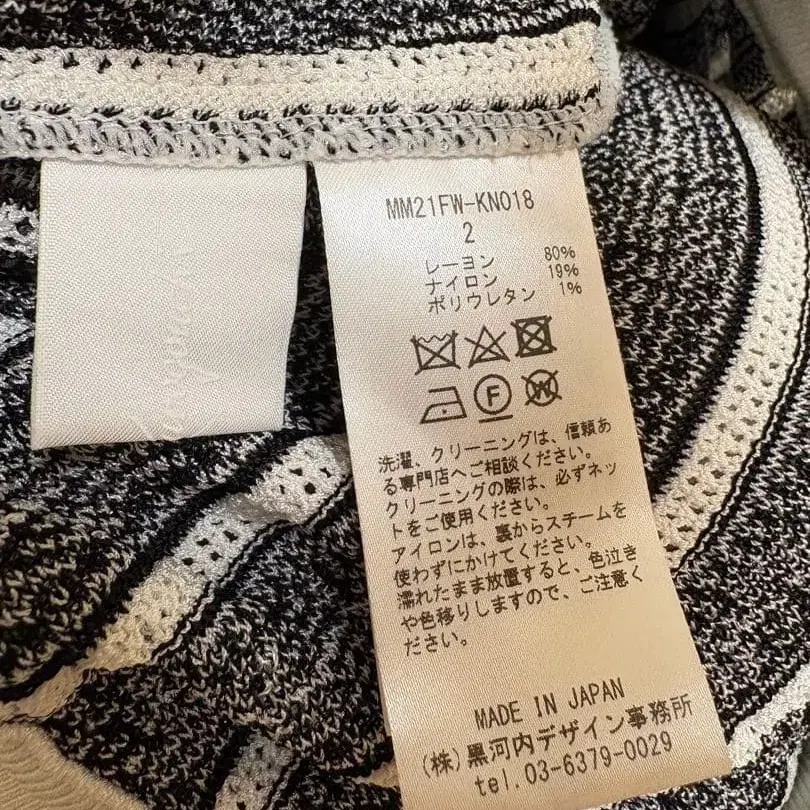 MM21FW-KN018
2
レーヨン 80%
ナイロン 19%
ポリウレタン 1%
F
W
洗濯、クリーニングは、信頼あ
る専門店へご相談ください。
クリーニングの際は、必ずネッ
トをご使用ください。
アイロンは、裏からスチームを
使わずにかけてください。
濡れたまま放置すると、色泣き
や色移りしますので、ご注意く
ださい。
MADE IN JAPAN
(株)黒河内デザイン事務所
tel.03-6379-0029